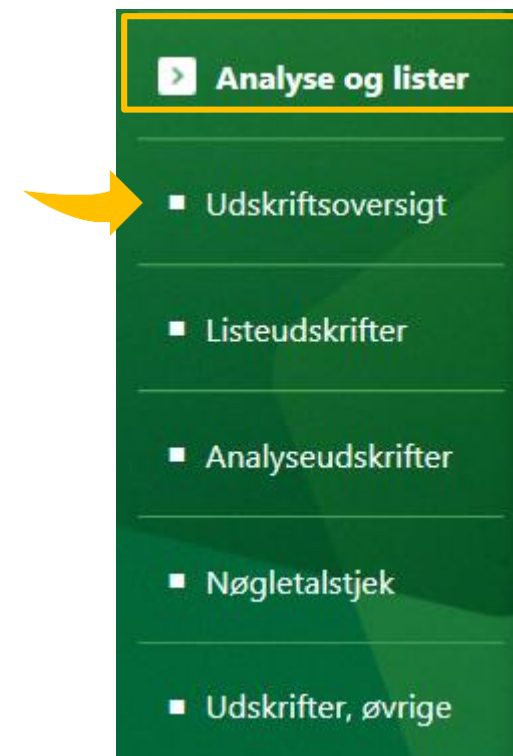 Analyse og lister
Udskriftsoversigt
Listeudskrifter
Analyseudskrifter
Nøgletalstjek
Udskrifter, øvrige